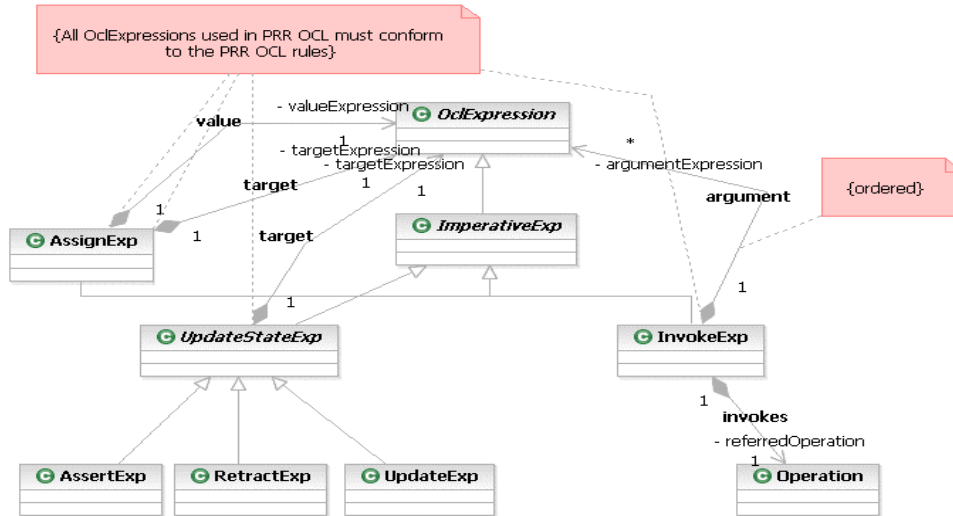 {All OclExpressions used in PRR OCL must conform
to the PRR OCL rules}
- valueExpression
C OclExpression
value
1
- targetExpression
- targetExpression
*
- argumentExpression
{ordered}
target
1
1
argument
1
1
target
C AssignExp
C ImperativeExp
1
1
C UpdateStateExp
C InvokeExp
1
invokes
- referredOperation
1
C AssertExp
C RetractExp
C UpdateExp
C Operation